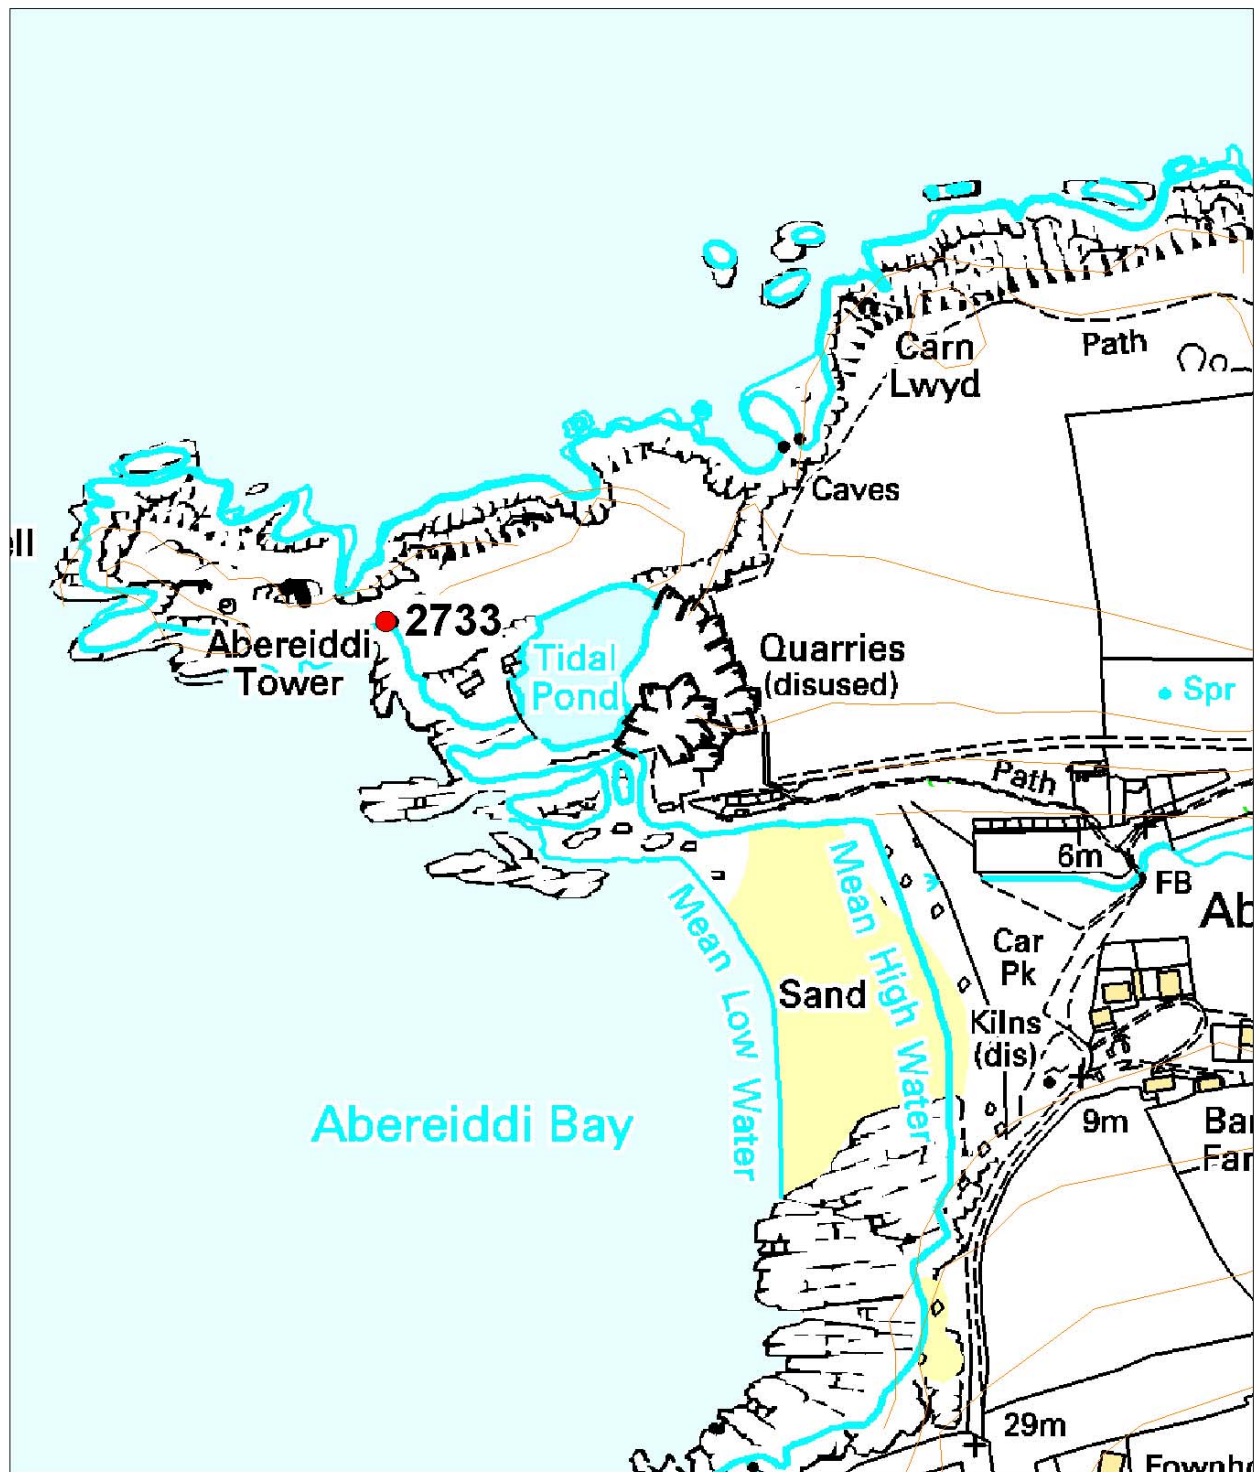 Carn
Lwyd
Path
Caves
ell
2733
Abereiddi
Tower
Tidal
Pond
Quarries
(disused)
Spr
Path
6m
FB
Mean High Water
Mean Low Water
Sand
Car
Pk
Kilns
(dis)
Abereiddi Bay
9m
29m